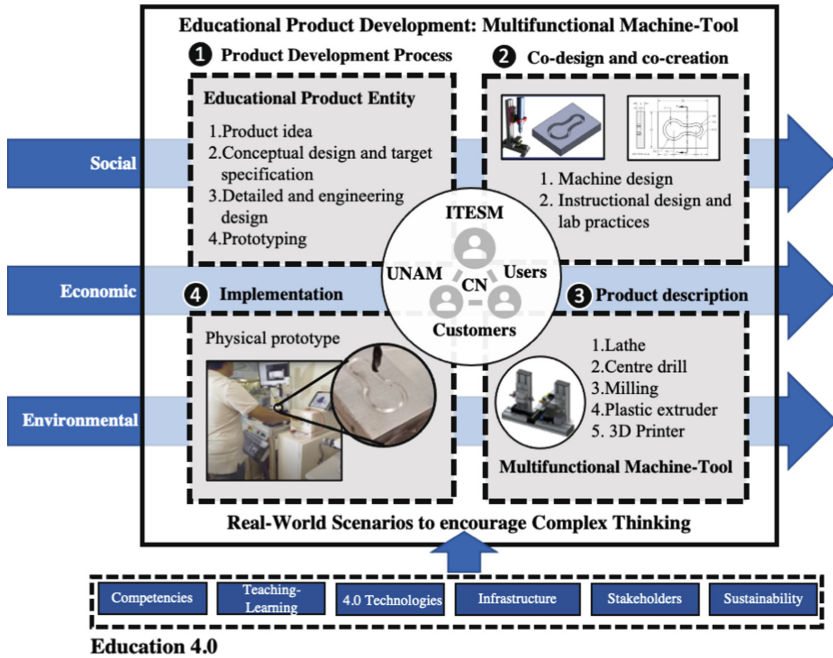 Educational Product Development: Multifunctional Machine-Tool
1 Product Development Process
Educational Product Entity
1.Product idea
2.Conceptual design and target
specification
3.Detailed and engineering
design
4.Prototyping
2 Co-design and co-creation
1. Machine design
2. Instructional design and
lab practices
Social
Economic
Environmental
ITESM
UNAM
Users
CN
Customers
4 Implementation
Physical prototype
3 Product description
1.Lathe
2.Centre drill
3.Milling
4.Plastic extruder
5. 3D Printer
Multifunctional Machine-Tool
Real-World Scenarios to encourage Complex Thinking
Competencies
Teaching-
Learning
4.0 Technologies
Infrastructure
Stakeholders
Sustainability
Education 4.0